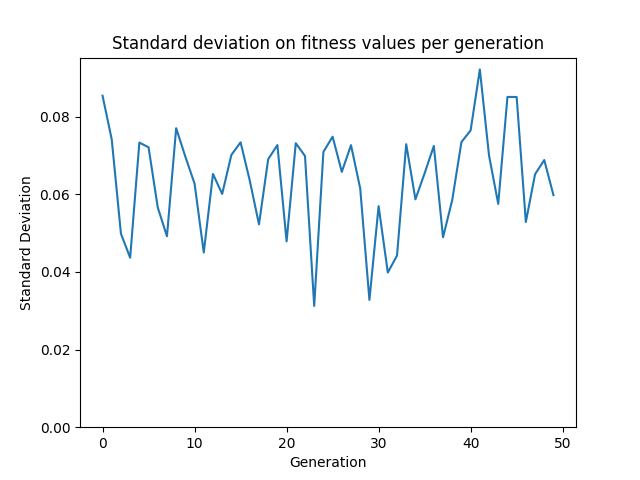 Standard deviation on fitness values per generation
Standard Deviation
0.08
0.06
0.04
0.02
0.00
0 10 20 30 40 50
Generation